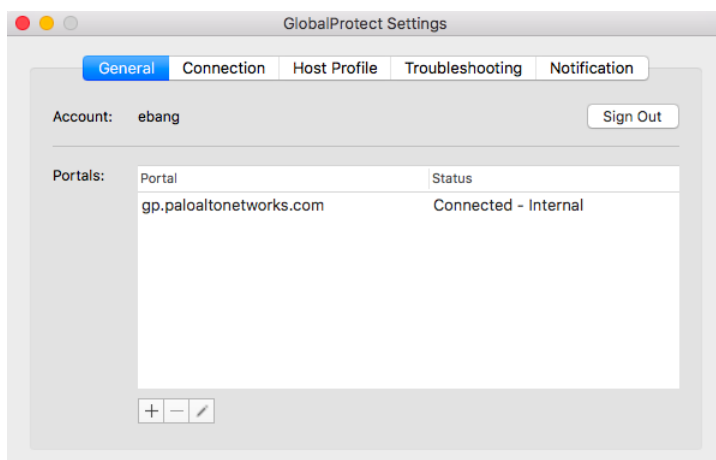 GlobalProtect Settings
General Connection Host Profile Troubleshooting Notification
Account: ebang Sign Out
Portals: Portal Status
gp.paloaltonetworks.com Connected - Internal